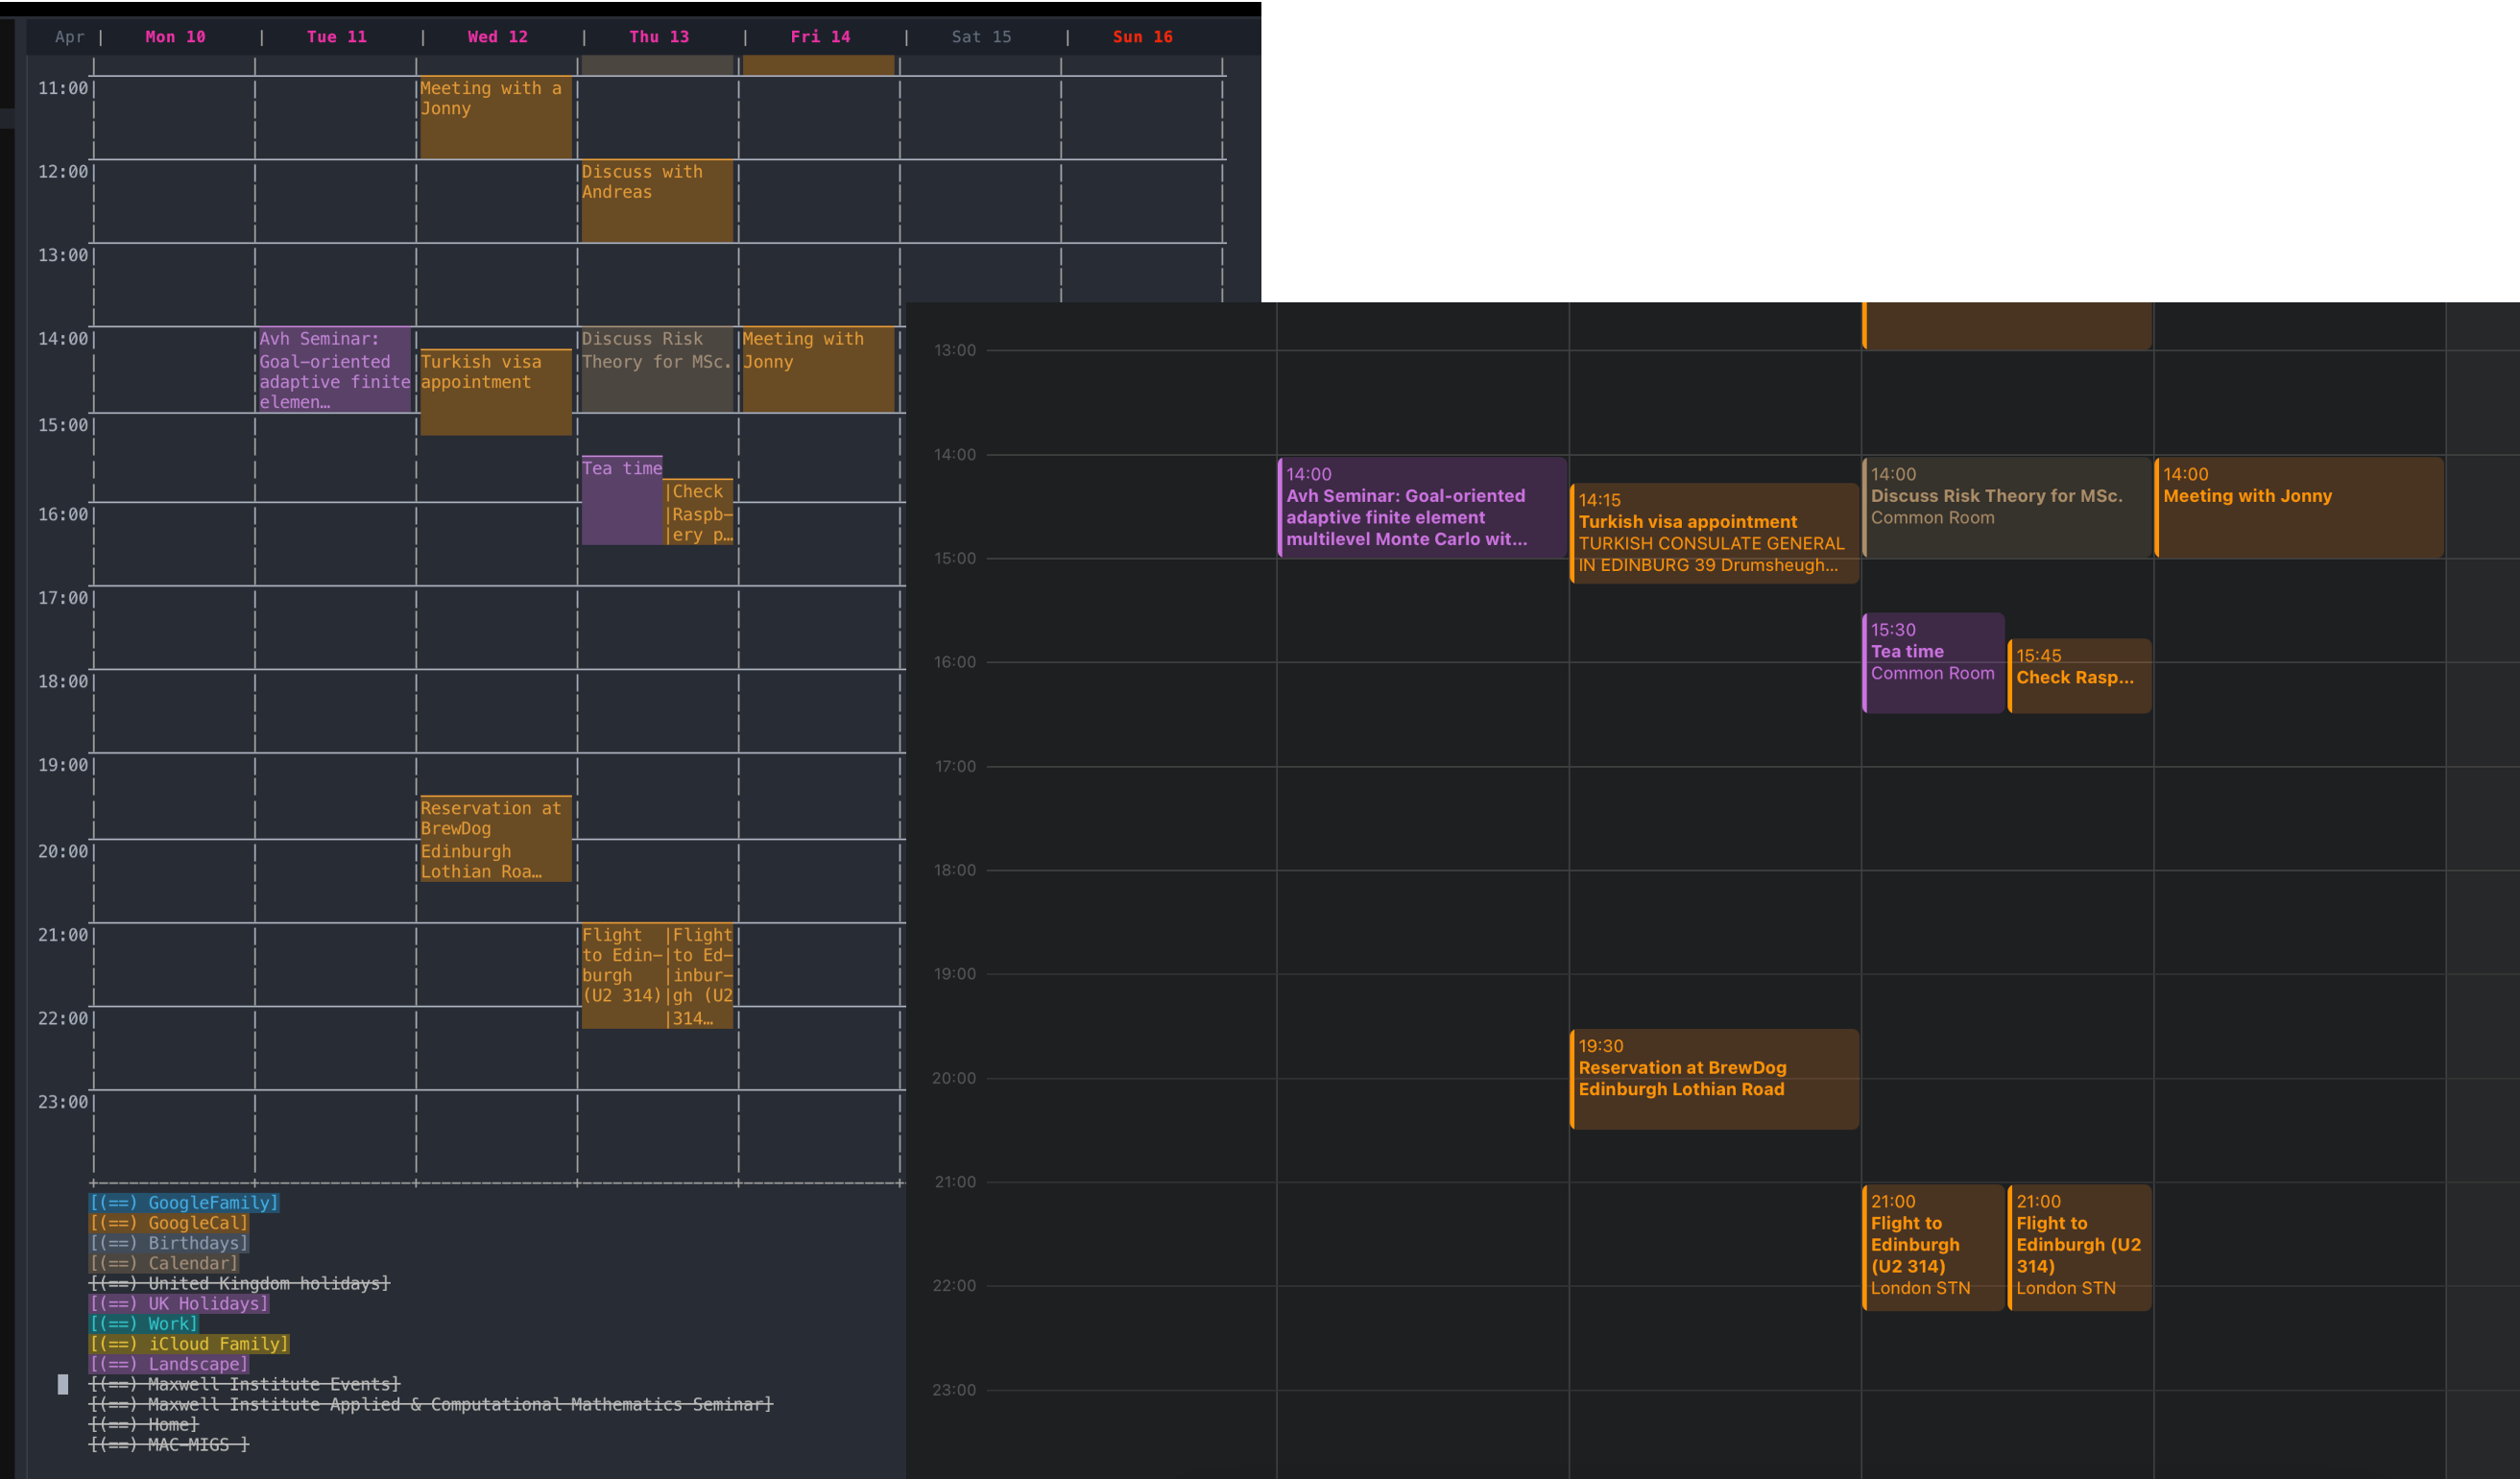 Apr | Mon 10 | Tue 11 | Wed 12 | Thu 13 | Fri 14 | Sat 15 | Sun 16
11:00
Meeting with a
Jonny
12:00
Discuss with
Andreas
13:00
14:00
Avh Seminar:
Goal-oriented
adaptive finite
elemen…
Turkish visa
appointment
Discuss Risk
Theory for MSc.
Meeting with
Jonny
15:00
Tea time
|Check
|Raspb-
|ery p…
16:00
17:00
18:00
19:00
Reservation at
BrewDog
Edinburgh
Lothian Roa…
20:00
21:00
Flight
to Edin-
burgh
(U2 314)
|Flight
|to Ed-
|inbur-
|gh (U2
|314…
22:00
23:00
[(==) GoogleFamily]
[(==) GoogleCal]
[(==) Birthdays]
[(==) Calendar]
[(==) United Kingdom holidays]
[(==) UK Holidays]
[(==) Work]
[(==) iCloud Family]
[(==) Landscape]
[(==) Maxwell Institute Events]
[(==) Maxwell Institute Applied & Computational Mathematics Seminar]
[(==) Home]
[(==) MAC-MIGS ]
13:00
14:00
14:00
Avh Seminar: Goal-oriented
adaptive finite element
multilevel Monte Carlo wit...
14:15
Turkish visa appointment
TURKISH CONSULATE GENERAL
IN EDINBURG 39 Drumsheugh...
14:00
Discuss Risk Theory for MSc.
Common Room
14:00
Meeting with Jonny
15:00
15:30
Tea time
Common Room
15:45
Check Rasp...
16:00
17:00
18:00
19:00
19:30
Reservation at BrewDog
Edinburgh Lothian Road
20:00
21:00
21:00
Flight to
Edinburgh
(U2 314)
London STN
21:00
Flight to
Edinburgh (U2
314)
London STN
22:00
23:00